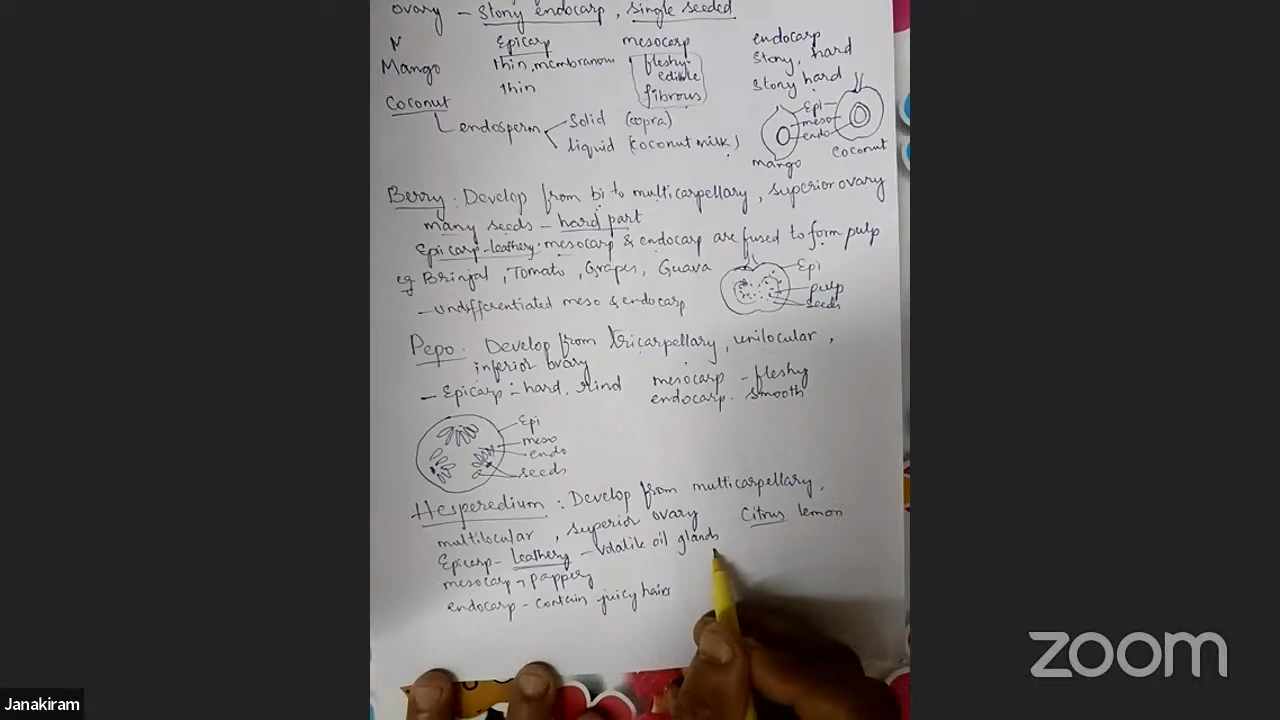 ovary – Stony endocarp, single seeded
N Epicarp mesocarp endocarp
Mango thin, membranous fleshy edible stony, hard
Coconut thin fibrous stony hard
endosperm Solid (copra)
liquid (coconut milk)
Epi
meso
endo
mango coconut
Berry : Develop from bi to multicarpellary, superior ovary
many seeds – hard part
Epicarp – leathery : mesocarp & endocarp are fused to form pulp
eg Brinjal, Tomato, Grapes, Guava
– undifferentiated meso & endocarp
Epi
pulp
seeds
Pepo : Develop from tricarpellary, unilocular,
inferior ovary
– Epicarp : – hard, rind mesocarp – fleshy
endocarp – smooth
Epi
meso
endo
seeds
Hesperedium : Develop from multicarpellary,
multilocular, superior ovary Citrus lemon
Epicarp – Leathery – volatile oil glands
mesocarp – pappery
endocarp – contain juicy hairs
zoom
Janakiram